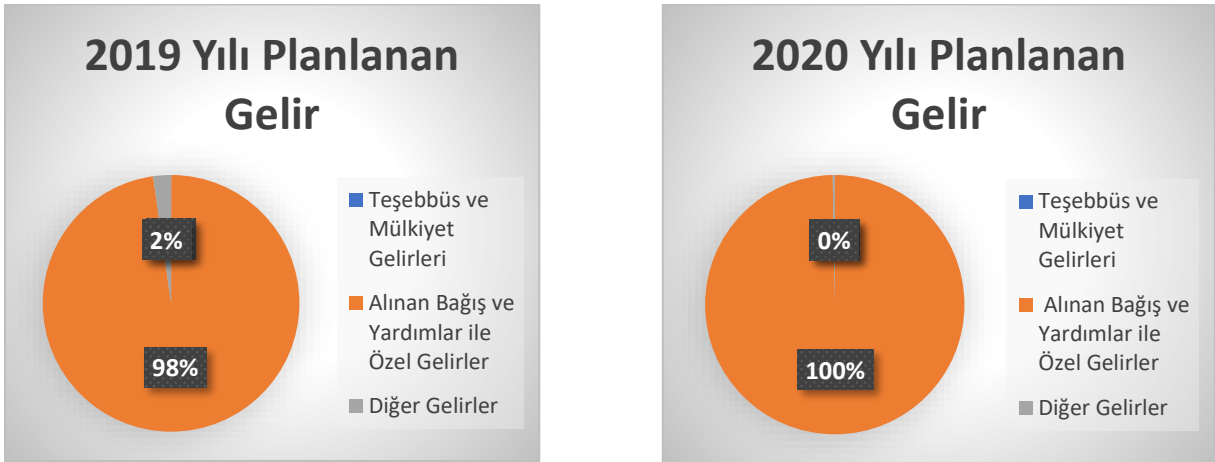 2019 Yılı Planlanan
Gelir
2%
98%
Teşebbüs ve
Mülkiyet
Gelirleri
Alınan Bağış ve
Yardımlar ile
Özel Gelirler
Diğer Gelirler
2020 Yılı Planlanan
Gelir
0%
100%
Teşebbüs ve
Mülkiyet
Gelirleri
Alınan Bağış ve
Yardımlar ile
Özel Gelirler
Diğer Gelirler